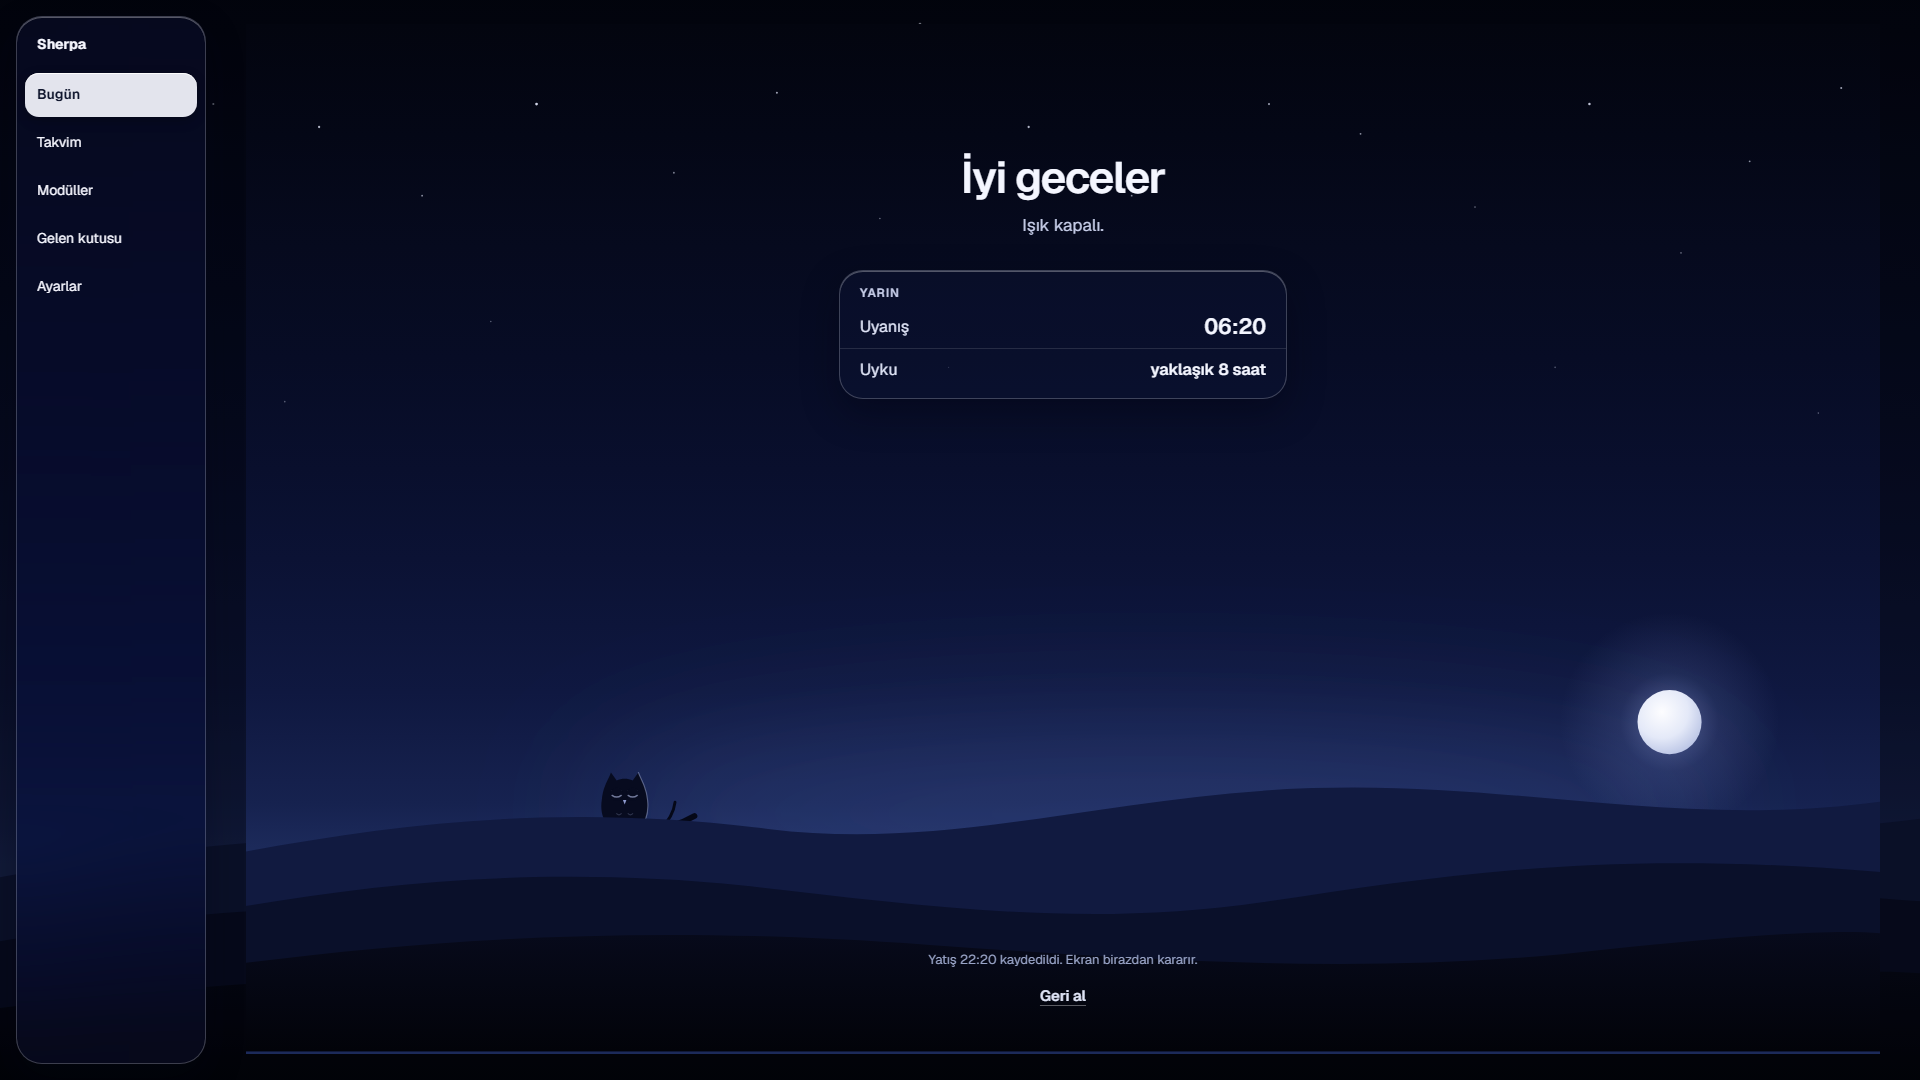 Sherpa
Bugün
Takvim
Modüller
Gelen kutusu
Ayarlar
İyi geceler
Işık kapalı.
YARIN
Uyanış 06:20
Uyku yaklaşık 8 saat
Yatış 22:20 kaydedildi. Ekran birazdan kararır.
Geri al